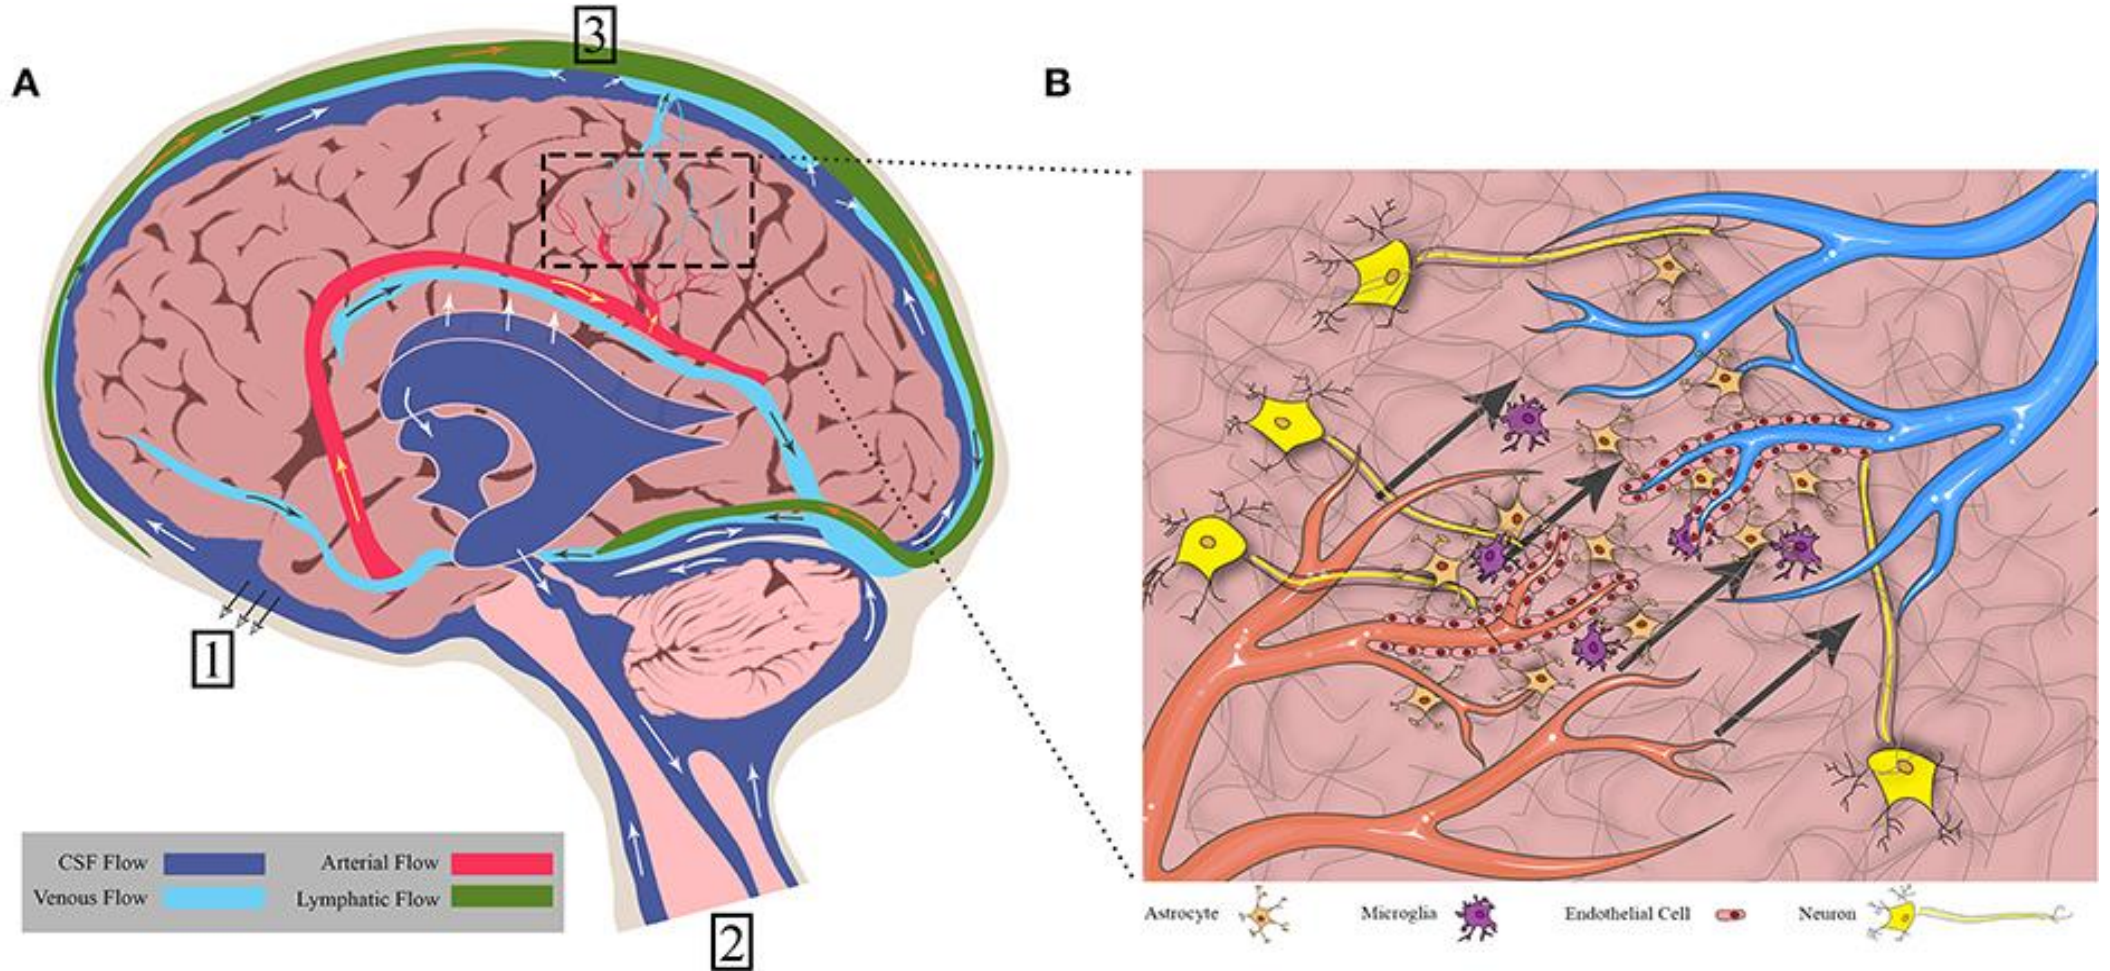 A
B
3
1
2
CSF Flow
Arterial Flow
Venous Flow
Lymphatic Flow
Astrocyte
Microglia
Endothelial Cell
Neuron